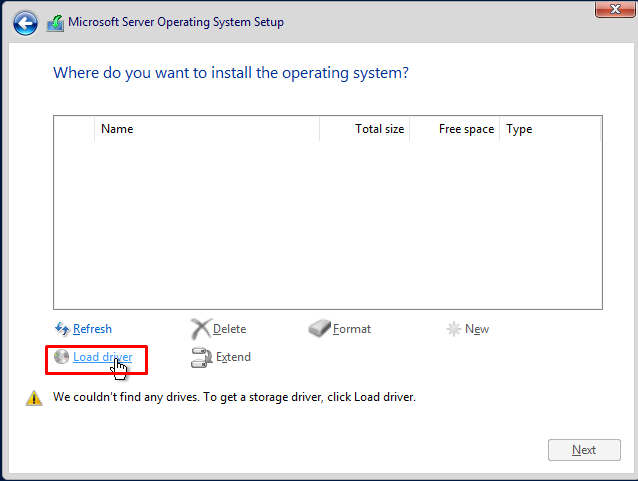 Microsoft Server Operating System Setup
Where do you want to install the operating system?
Name Total size Free space Type
Refresh Delete Format New
Load driver Extend
We couldn't find any drives. To get a storage driver, click Load driver.
Next